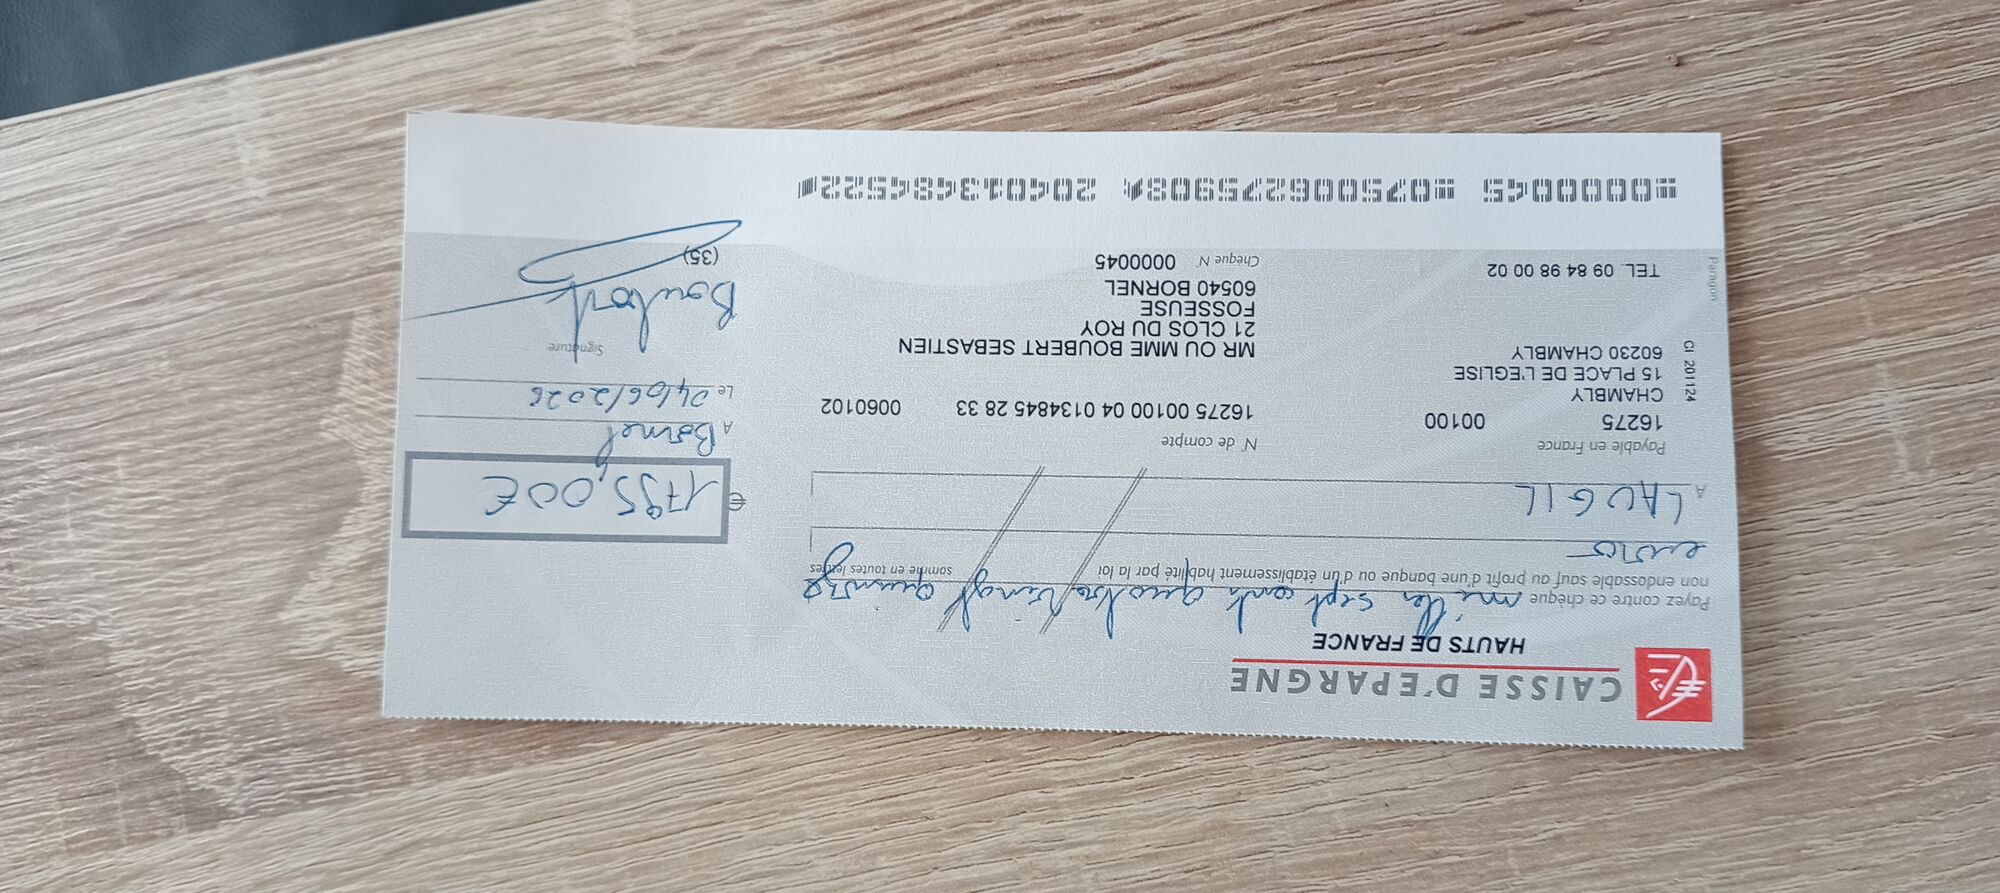 CAISSE D'EPARGNE
HAUTS DE FRANCE
Payez contre ce chèque mille sept cents quatre vingt quinze
non endossable sauf au profit d'une banque ou d'un établissement habilité par la loi
somme en toutes lettres
euros
A LAUGIL
€ 1795,00€
Payable en France
16275 00100
CHAMBLY
15 PLACE DE L'EGLISE
60230 CHAMBLY
TEL. 09 84 98 00 02
N° de compte
16275 00100 04 0134845 28 33 0060102
MR OU MME BOUBERT SEBASTIEN
21 CLOS DU ROY
FOSSEUSE
60540 BORNEL
Chèque N° 0000045
A Bornel
Le 04/06/2026
Signature
Boubert
(35)
CI 201124
Paragon
0000045 075006275908 204013484522